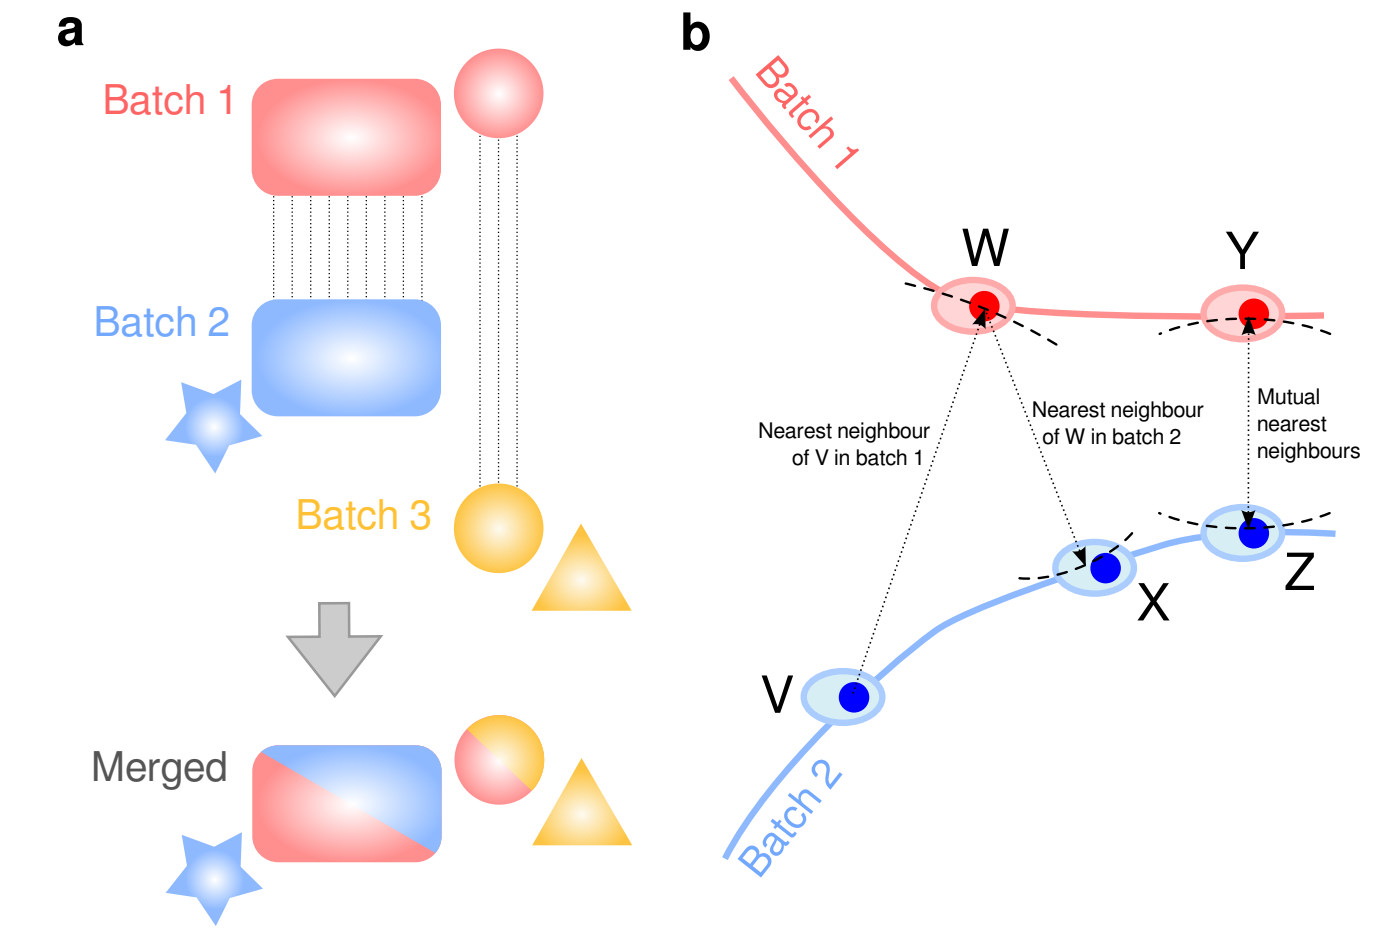 a
Batch 1
Batch 2
Batch 3
Merged
b
Batch 1
W
Y
Nearest neighbour
of V in batch 1
Nearest neighbour
of W in batch 2
Mutual
nearest
neighbours
X
Z
V
Batch 2